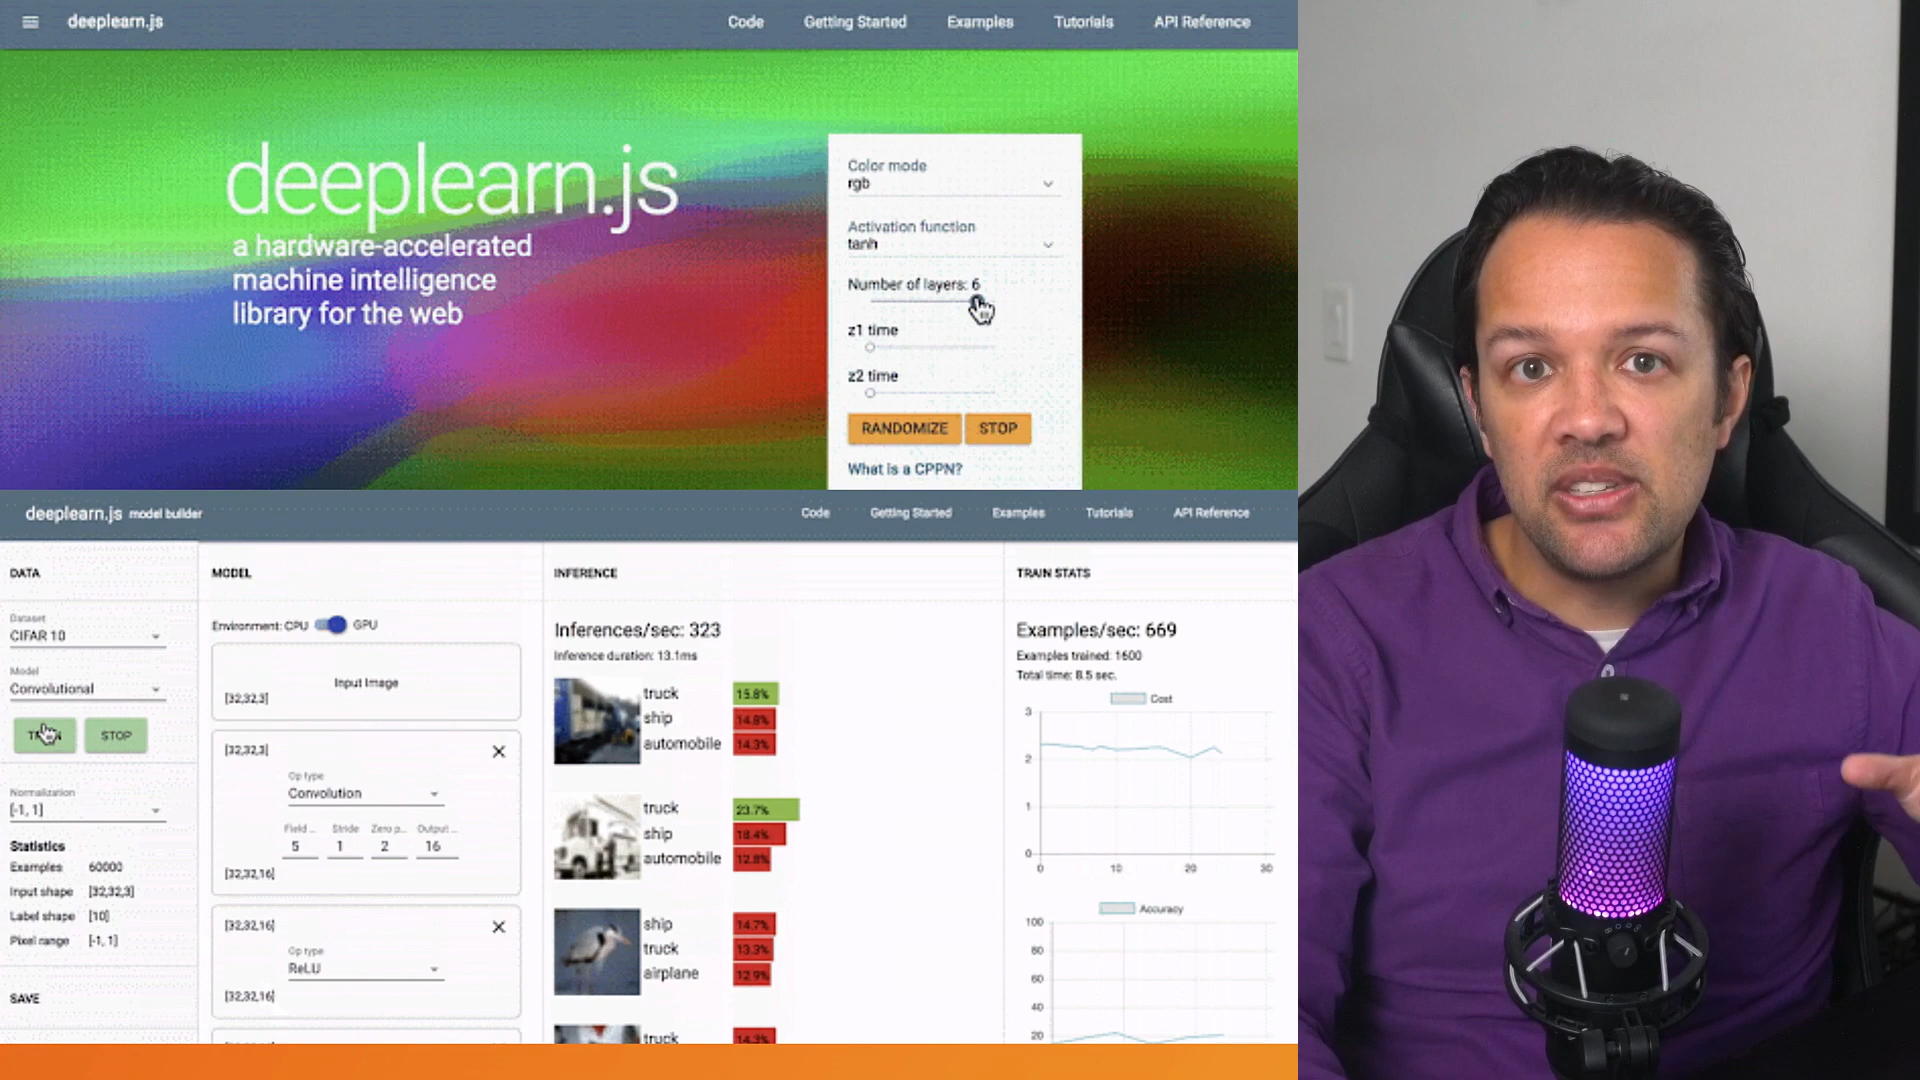 deeplearn.js
Code
Getting Started
Examples
Tutorials
API Reference
deeplearn.js
a hardware-accelerated
machine intelligence
library for the web
Color mode
rgb
Activation function
tanh
Number of layers: 6
z1 time
z2 time
RANDOMIZE
STOP
What is a CPPN?
deeplearn.js model builder
Code
Getting Started
Examples
Tutorials
API Reference
DATA
Dataset
CIFAR 10
Model
Convolutional
STOP
Normalization
[-1, 1]
Statistics
Examples 60000
Input shape [32,32,3]
Label shape [10]
Pixel range [-1, 1]
SAVE
MODEL
Environment: CPU GPU
Input Image
[32,32,3]
[32,32,3]
Op type
Convolution
Field ... Stride Zero p... Output ...
5 1 2 16
[32,32,16]
[32,32,16]
Op type
ReLU
[32,32,16]
INFERENCE
Inferences/sec: 323
Inference duration: 13.1ms
truck 15.8%
ship 14.8%
automobile 14.3%
truck 23.7%
ship 18.4%
automobile 12.8%
ship 14.7%
truck 13.3%
airplane 12.9%
truck 14.3%
TRAIN STATS
Examples/sec: 669
Examples trained: 1600
Total time: 8.5 sec.
Cost
3
2
1
0
0 10 20 30
Accuracy
100
80
60
40
20